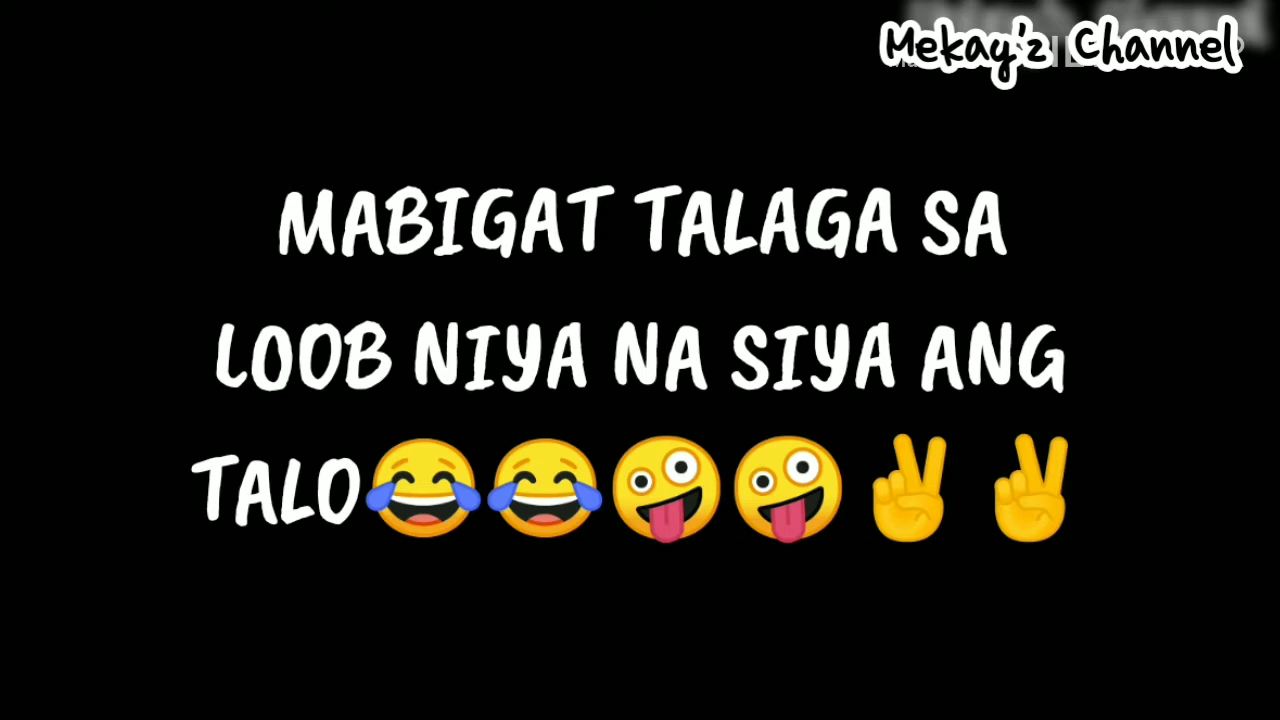 Mekay'z Channel
MABIGAT TALAGA SA
LOOB NIYA NA SIYA ANG
TALO😂😂🤪🤪✌✌